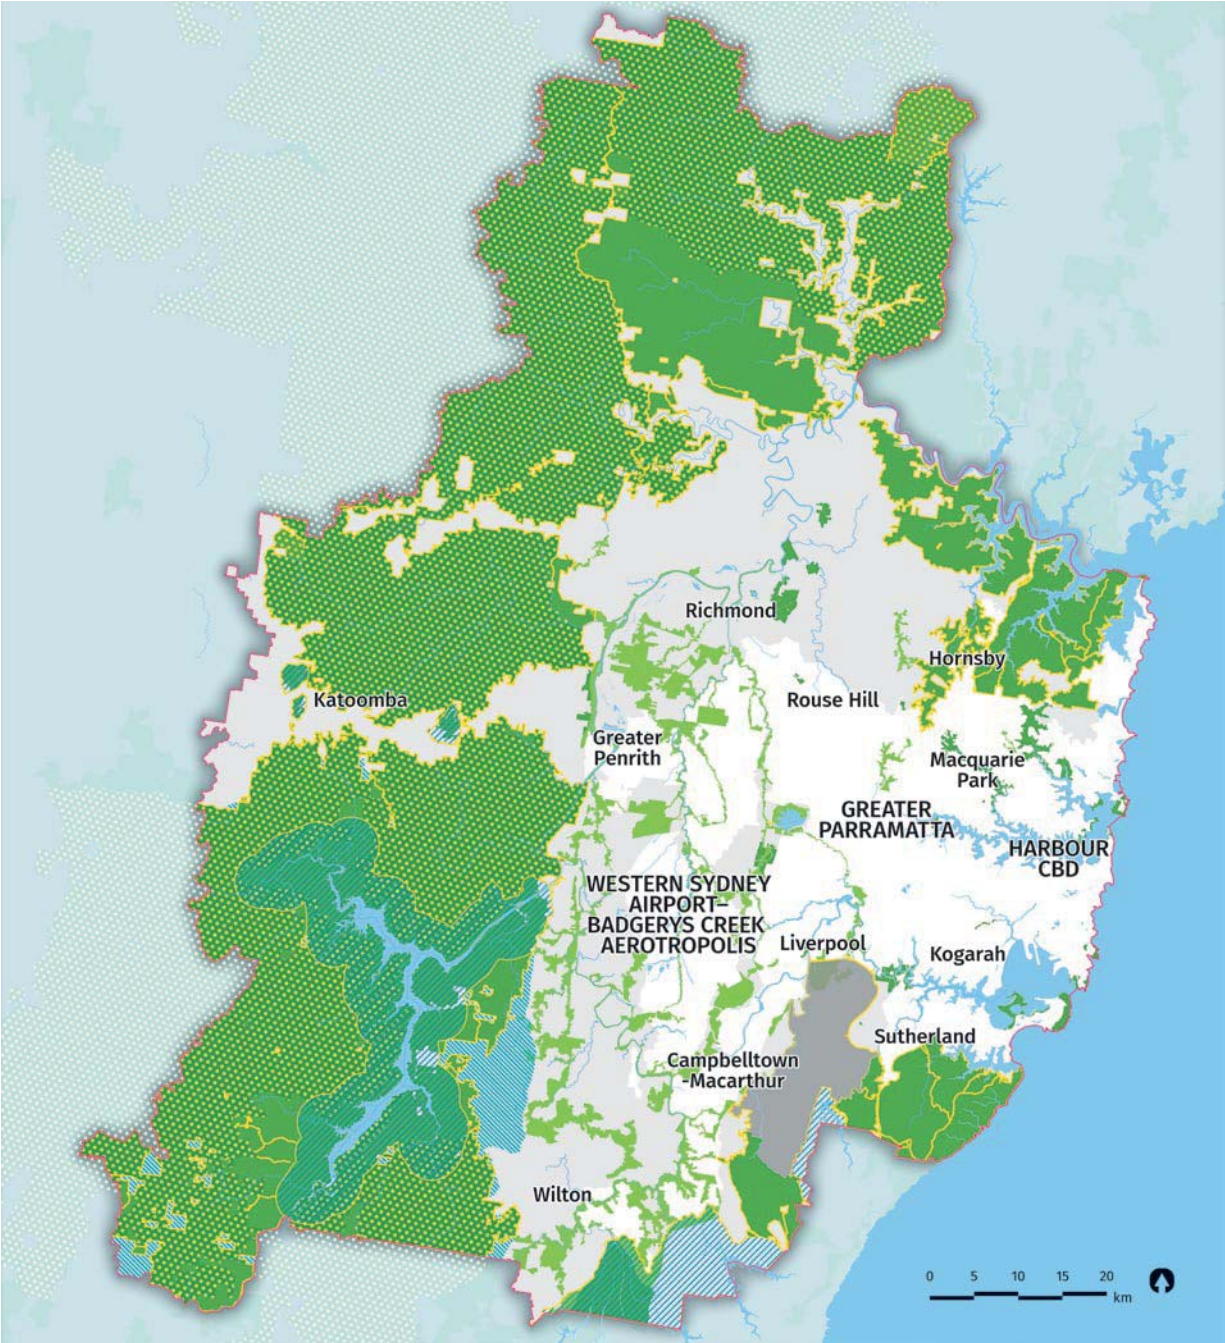 Richmond
Hornsby
Katoomba
Rouse Hill
Greater
Penrith
Macquarie
Park
GREATER
PARRAMATTA
HARBOUR
CBD
WESTERN SYDNEY
AIRPORT–
BADGERYS CREEK
AEROTROPOLIS
Liverpool
Kogarah
Sutherland
Campbelltown
-Macarthur
Wilton
0 5 10 15 20
km